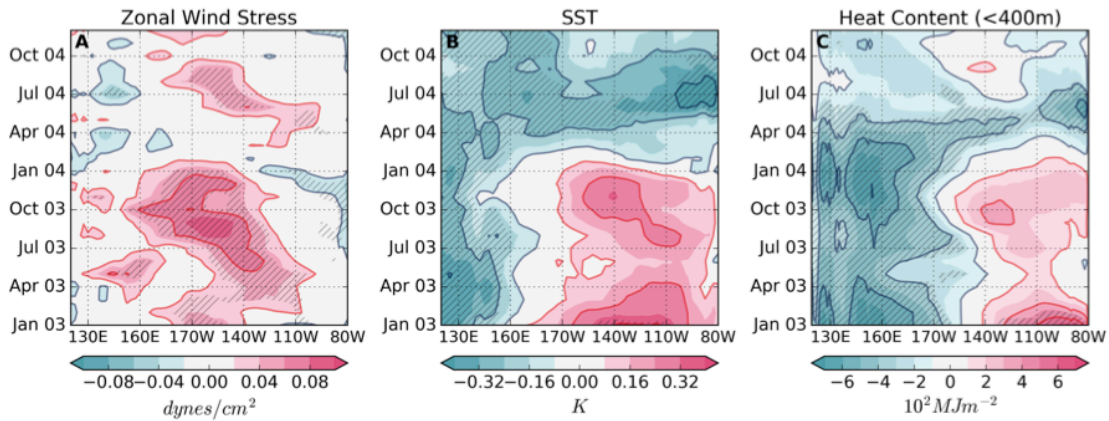 Zonal Wind Stress
A
Oct 04
Jul 04
Apr 04
Jan 04
Oct 03
Jul 03
Apr 03
Jan 03
130E 160E 170W 140W 110W 80W
−0.08 −0.04 0.00 0.04 0.08
dynes/cm²
SST
B
Oct 04
Jul 04
Apr 04
Jan 04
Oct 03
Jul 03
Apr 03
Jan 03
130E 160E 170W 140W 110W 80W
−0.32 −0.16 0.00 0.16 0.32
K
Heat Content (<400m)
C
Oct 04
Jul 04
Apr 04
Jan 04
Oct 03
Jul 03
Apr 03
Jan 03
130E 160E 170W 140W 110W 80W
−6 −4 −2 0 2 4 6
10² MJm⁻²